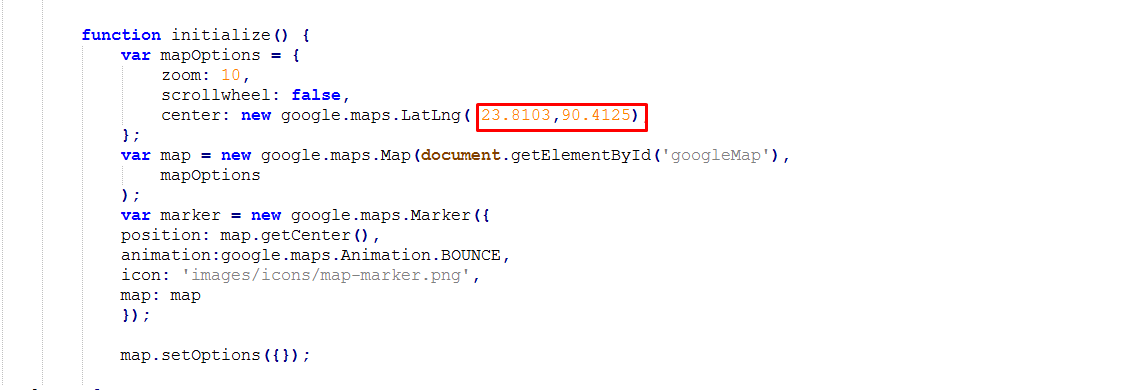 function initialize() {
var mapOptions = {
zoom: 10,
scrollwheel: false,
center: new google.maps.LatLng( 23.8103,90.4125)
};
var map = new google.maps.Map(document.getElementById('googleMap'),
mapOptions
);
var marker = new google.maps.Marker({
position: map.getCenter(),
animation:google.maps.Animation.BOUNCE,
icon: 'images/icons/map-marker.png',
map: map
});
map.setOptions({});